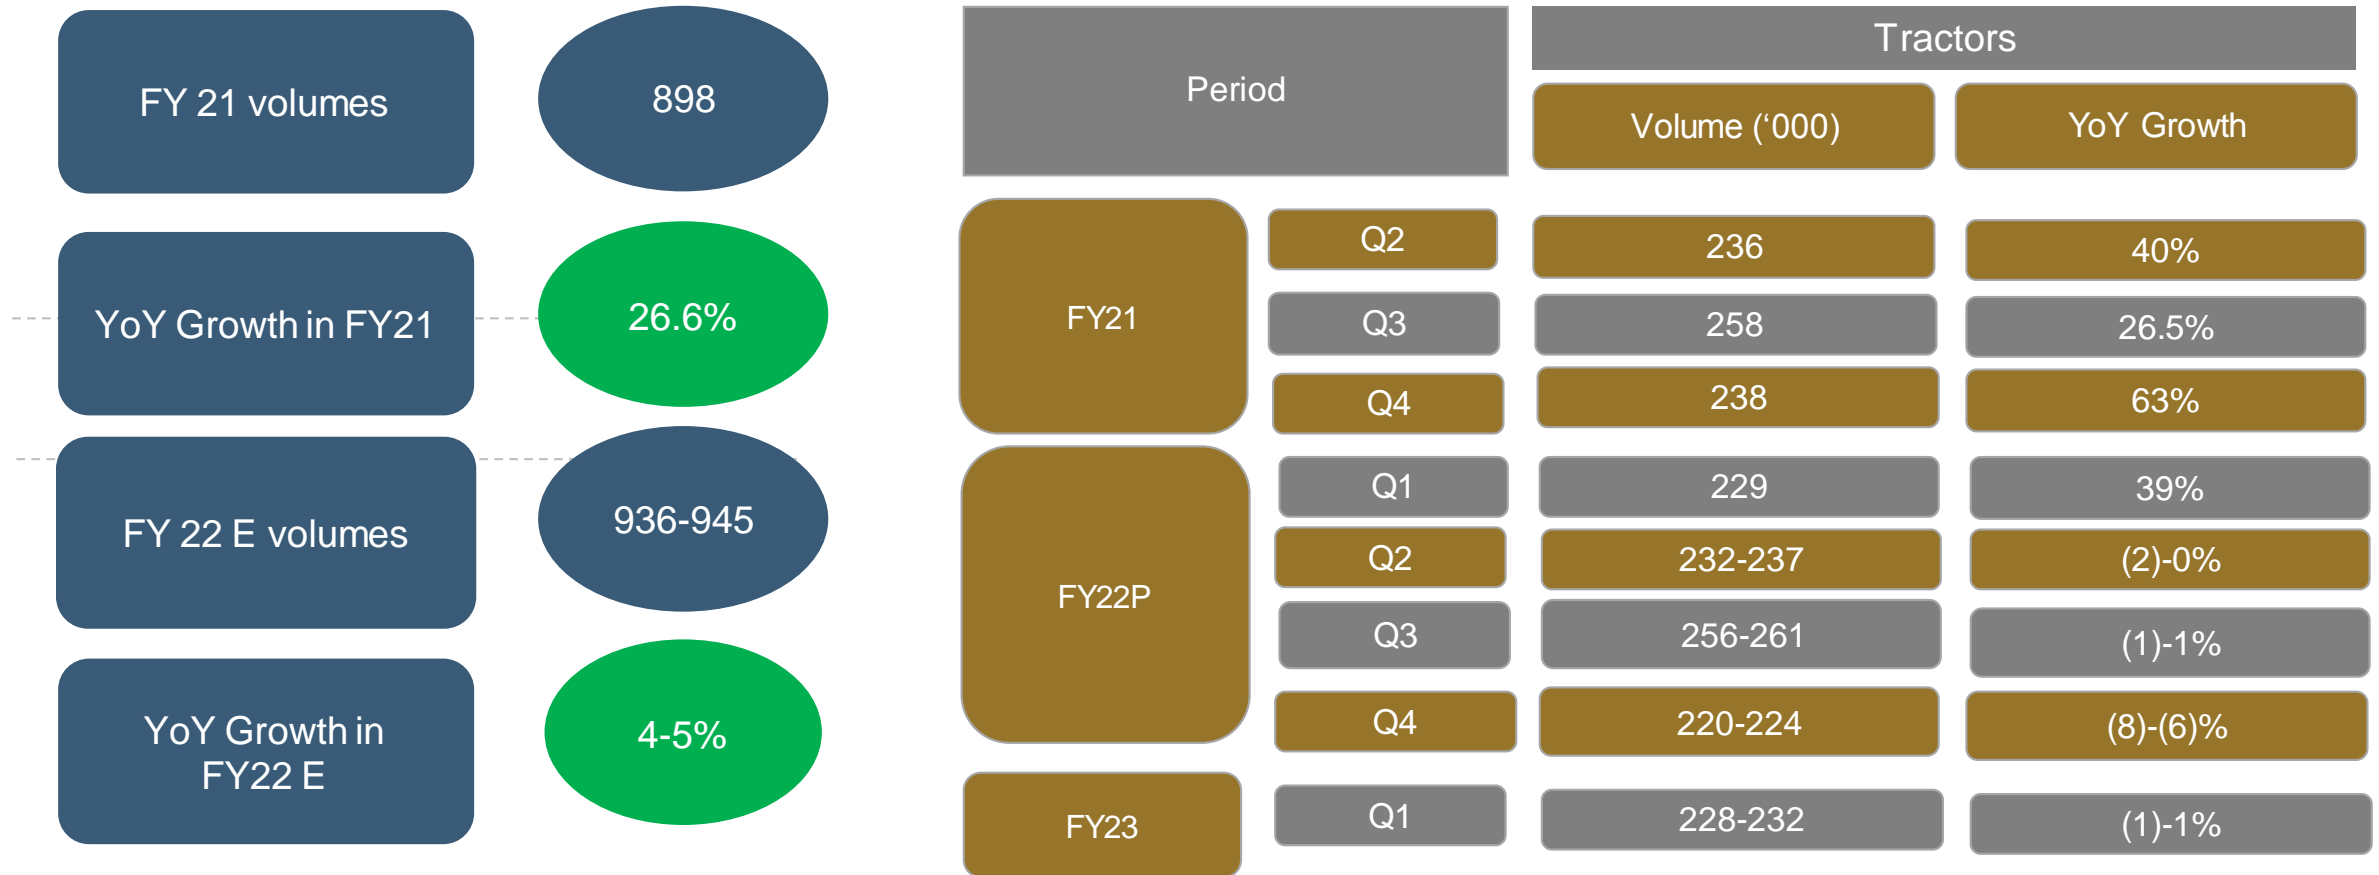 FY 21 volumes
898
YoY Growth in FY21
26.6%
FY 22 E volumes
936-945
YoY Growth in
FY22 E
4-5%
Period
Tractors
Volume (‘000)
YoY Growth
FY21
Q2
236
40%
Q3
258
26.5%
Q4
238
63%
FY22P
Q1
229
39%
Q2
232-237
(2)-0%
Q3
256-261
(1)-1%
Q4
220-224
(8)-(6)%
FY23
Q1
228-232
(1)-1%